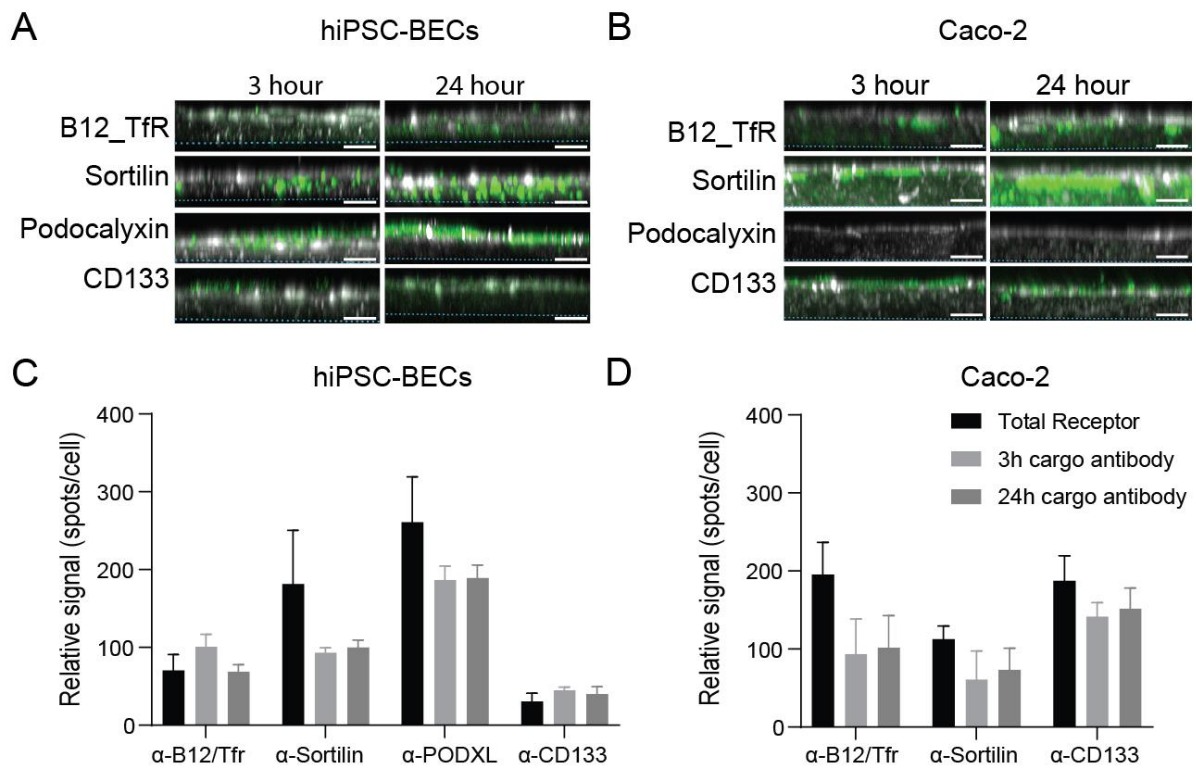 A
hiPSC-BECs
3 hour
24 hour
B12_TfR
Sortilin
Podocalyxin
CD133
B
Caco-2
3 hour
24 hour
B12_TfR
Sortilin
Podocalyxin
CD133
C
hiPSC-BECs
Relative signal (spots/cell)
400
300
200
100
0
α-B12/Tfr
α-Sortilin
α-PODXL
α-CD133
D
Caco-2
Relative signal (spots/cell)
400
300
200
100
0
Total Receptor
3h cargo antibody
24h cargo antibody
α-B12/Tfr
α-Sortilin
α-CD133